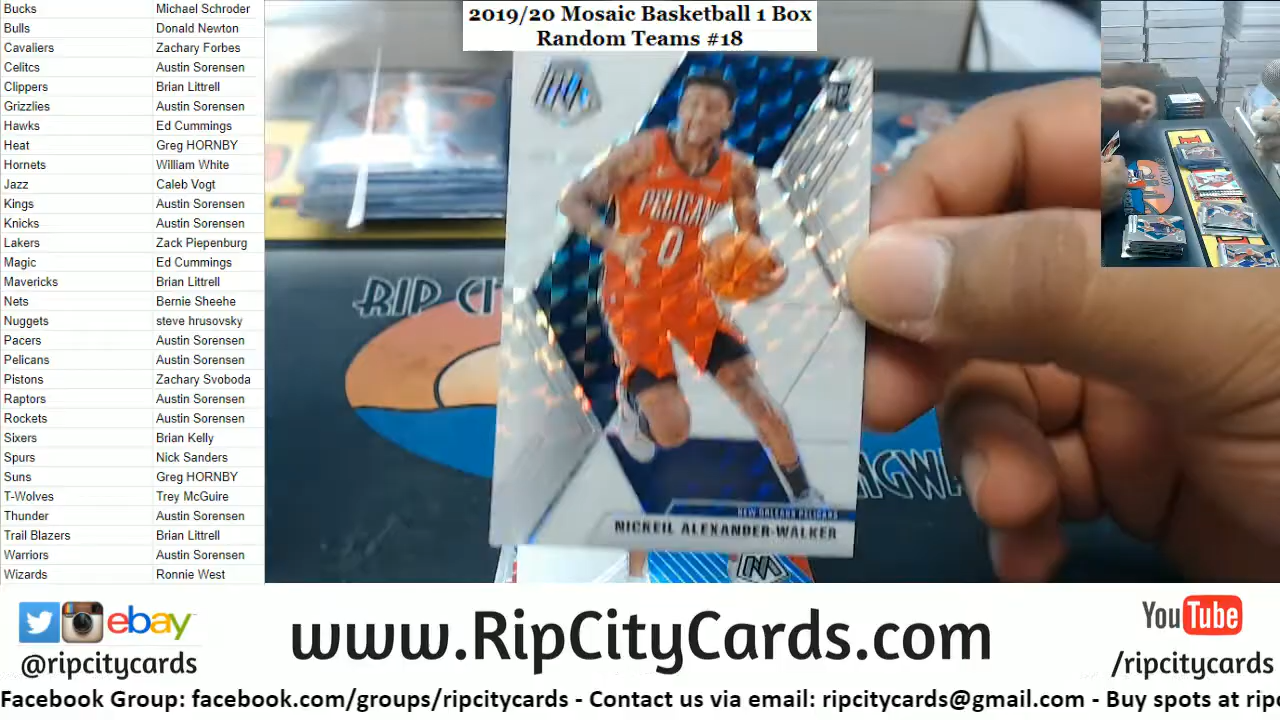 2019/20 Mosaic Basketball 1 Box
Random Teams #18
Bucks Michael Schroder
Bulls Donald Newton
Cavaliers Zachary Forbes
Celitcs Austin Sorensen
Clippers Brian Littrell
Grizzlies Austin Sorensen
Hawks Ed Cummings
Heat Greg HORNBY
Hornets William White
Jazz Caleb Vogt
Kings Austin Sorensen
Knicks Austin Sorensen
Lakers Zack Piepenburg
Magic Ed Cummings
Mavericks Brian Littrell
Nets Bernie Sheehe
Nuggets steve hrusovsky
Pacers Austin Sorensen
Pelicans Austin Sorensen
Pistons Zachary Svoboda
Raptors Austin Sorensen
Rockets Austin Sorensen
Sixers Brian Kelly
Spurs Nick Sanders
Suns Greg HORNBY
T-Wolves Trey McGuire
Thunder Austin Sorensen
Trail Blazers Brian Littrell
Warriors Austin Sorensen
Wizards Ronnie West
RIP CI
PELICAN
0
NEW ORLEANS PELICANS
NICKEIL ALEXANDER-WALKER
ebay
@ripcitycards
www.RipCityCards.com
YouTube
/ripcitycards
Facebook Group: facebook.com/groups/ripcitycards - Contact us via email: ripcitycards@gmail.com - Buy spots at ripc